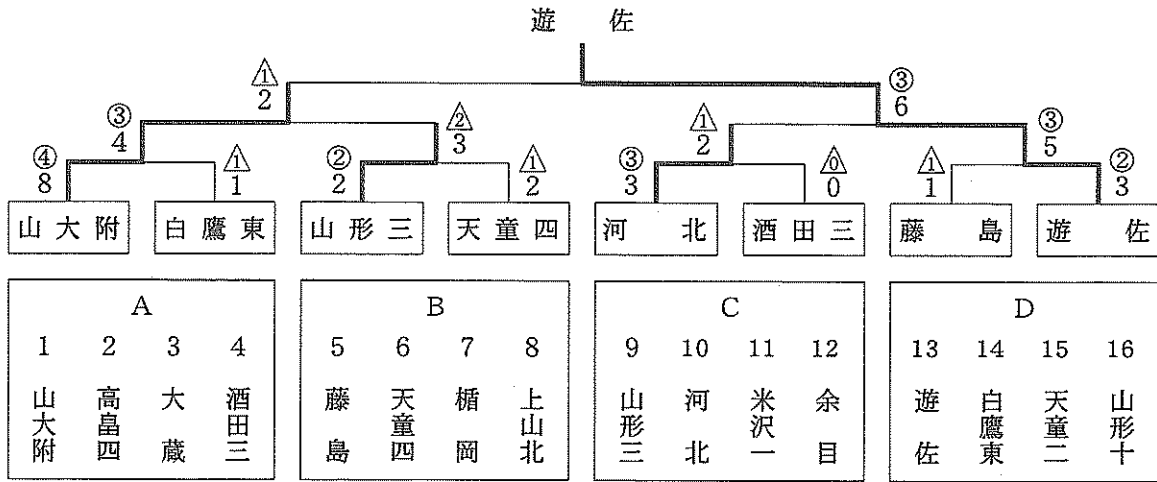 遊佐
△1 ③
2 6
③ △2 △1 ③
4 3 2 5
④ △1 ② △1 ③ △0 △1 ②
8 1 2 2 3 0 1 3
山大附 白鷹東 山形三 天童四 河北 酒田三 藤島 遊佐
A B C D
1 2 3 4 5 6 7 8 9 10 11 12 13 14 15 16
山大附 高畠四 大蔵 酒田三 藤島 天童四 楯岡 上山北 山形三 河北 米沢一 余目 遊佐 白鷹東 天童二 山形十